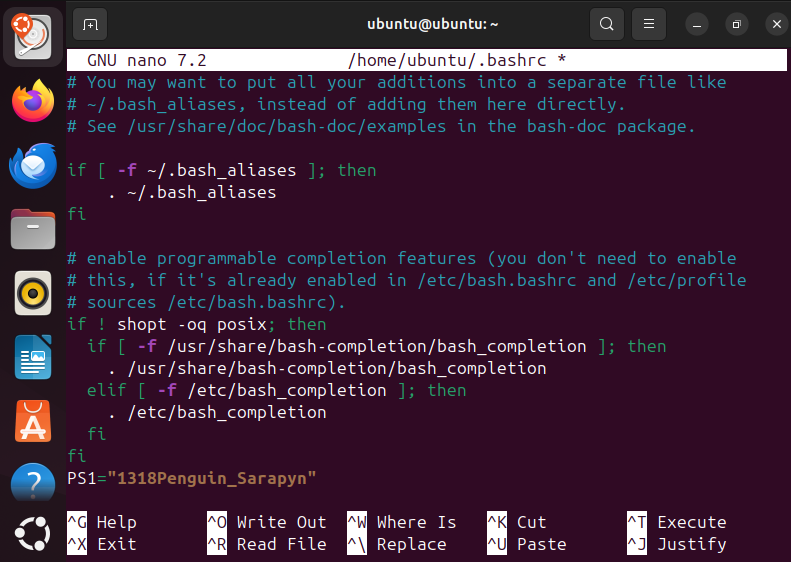 ubuntu@ubuntu: ~
GNU nano 7.2 /home/ubuntu/.bashrc *
# You may want to put all your additions into a separate file like
# ~/.bash_aliases, instead of adding them here directly.
# See /usr/share/doc/bash-doc/examples in the bash-doc package.
if [ -f ~/.bash_aliases ]; then
    . ~/.bash_aliases
fi
# enable programmable completion features (you don't need to enable
# this, if it's already enabled in /etc/bash.bashrc and /etc/profile
# sources /etc/bash.bashrc).
if ! shopt -oq posix; then
  if [ -f /usr/share/bash-completion/bash_completion ]; then
    . /usr/share/bash-completion/bash_completion
  elif [ -f /etc/bash_completion ]; then
    . /etc/bash_completion
  fi
fi
PS1="1318Penguin_Sarapyn"
^G Help ^O Write Out ^W Where Is ^K Cut ^T Execute
^X Exit ^R Read File ^\ Replace ^U Paste ^J Justify